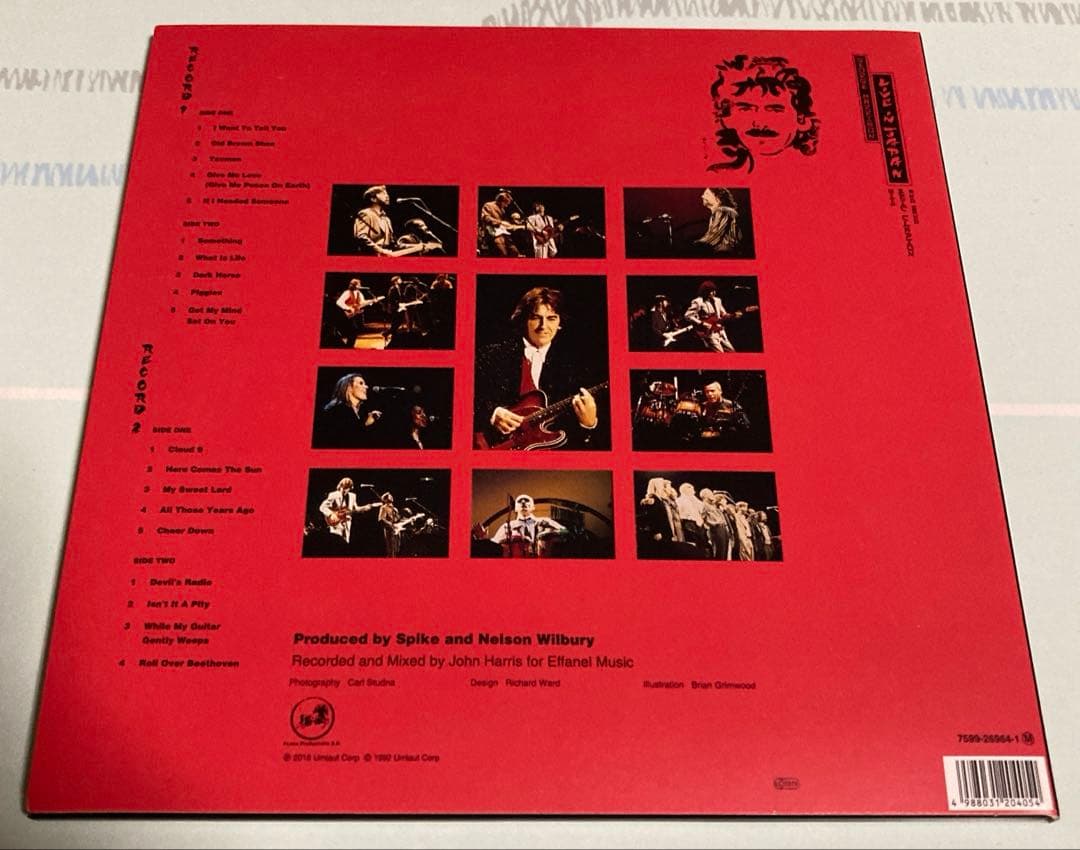 RECORD 1
SIDE ONE
1 I Want To Tell You
2 Old Brown Shoe
3 Taxman
4 Give Me Love
(Give Me Peace On Earth)
5 If I Needed Someone
SIDE TWO
1 Something
2 What Is Life
3 Dark Horse
4 Piggies
5 Got My Mind
Set On You
RECORD 2
SIDE ONE
1 Cloud 9
2 Here Comes The Sun
3 My Sweet Lord
4 All Those Years Ago
5 Cheer Down
SIDE TWO
1 Devil's Radio
2 Isn't It A Pity
3 While My Guitar
Gently Weeps
4 Roll Over Beethoven
GEORGE HARRISON
LIVE IN JAPAN
Produced by Spike and Nelson Wilbury
Recorded and Mixed by John Harris for Effanel Music
Photography Carl Studna
Design Richard Ward
Illustration Brian Grimwood
℗ 2016 Umlaut Corp © 1992 Umlaut Corp
7599-26964-1 M
4 988031 204054